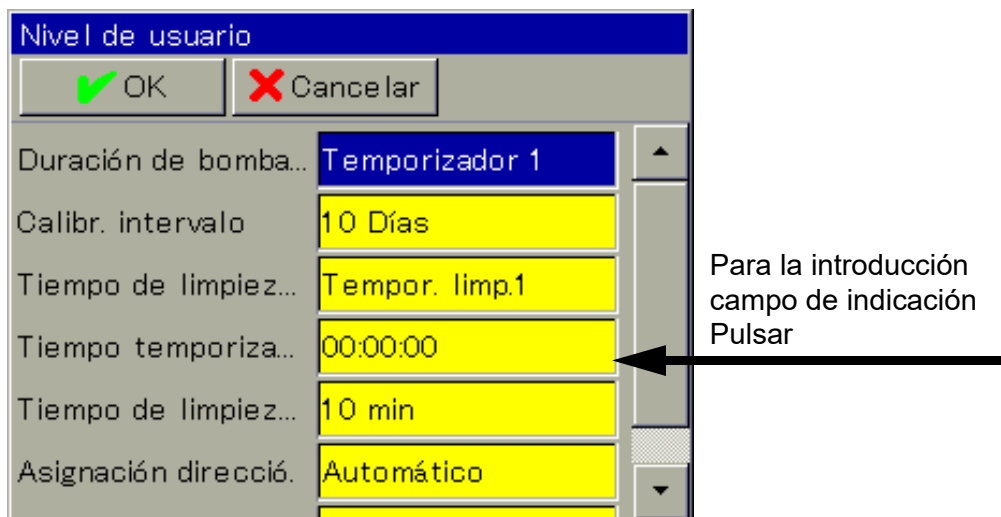 Nivel de usuario
OK Cancelar
Duración de bomba... Temporizador 1
Calibr. intervalo 10 Días
Tiempo de limpiez... Tempor. limp.1
Tiempo temporiza... 00:00:00
Tiempo de limpiez... 10 min
Asignación direcció. Automático
Para la introducción
campo de indicación
Pulsar